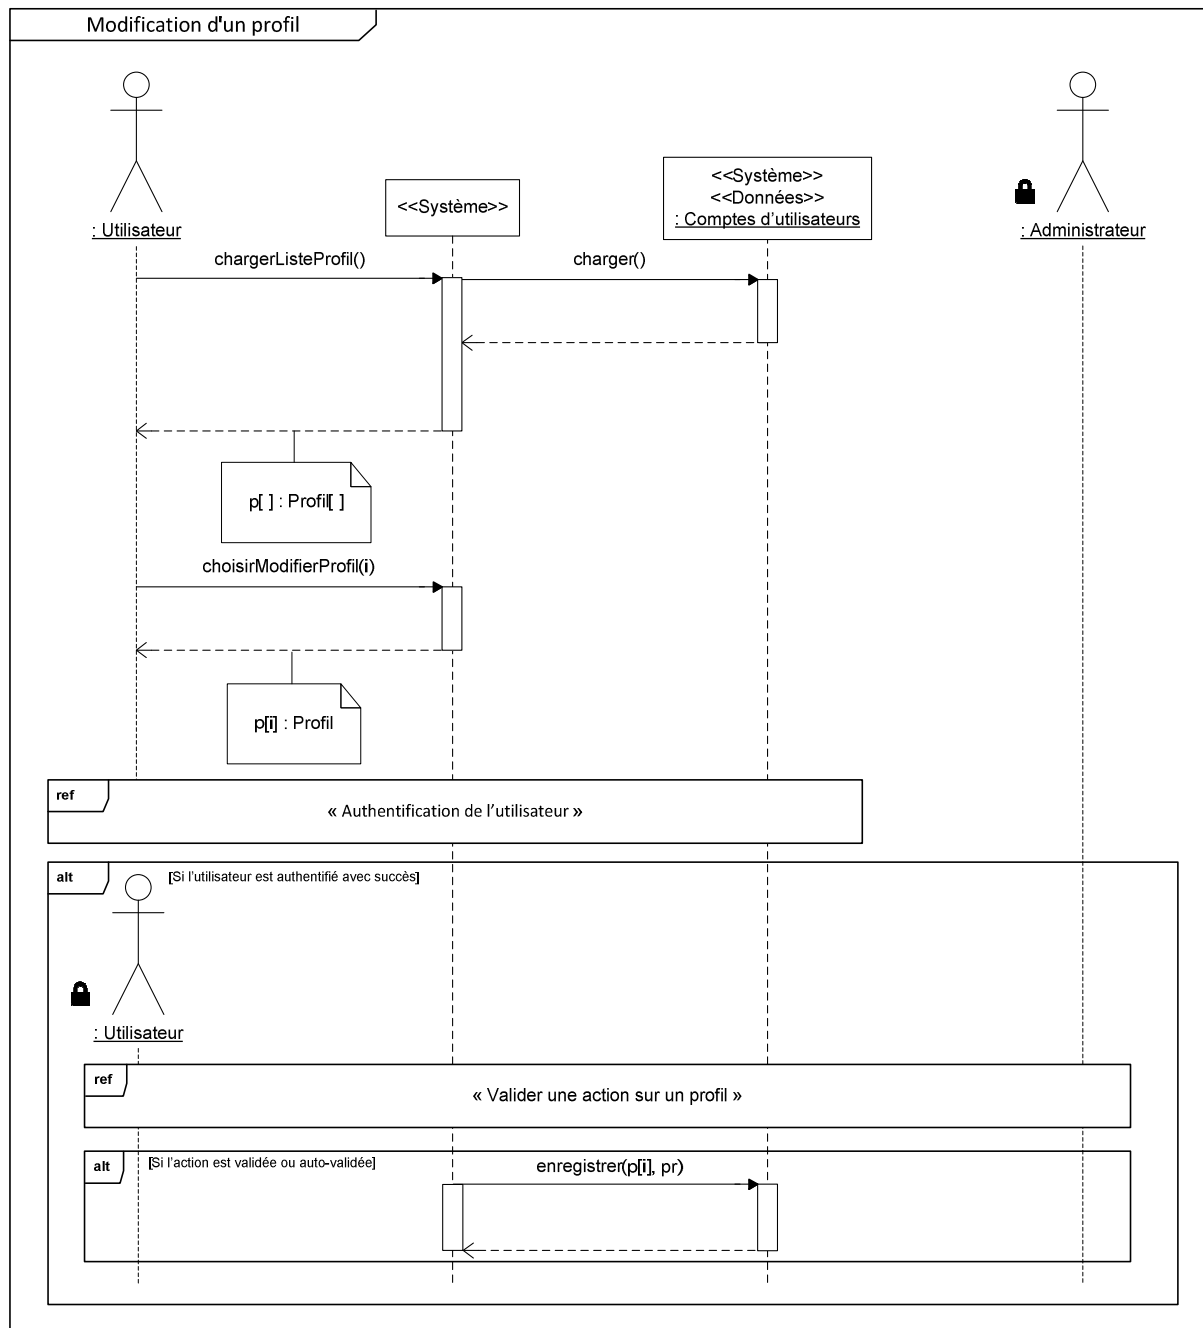 Modification d'un profil
<<Système>>
<<Données>>
: Comptes d'utilisateurs
<<Système>>
: Utilisateur
: Administrateur
chargerListeProfil()
charger()
p[ ] : Profil[ ]
choisirModifierProfil(i)
p[i] : Profil
ref
« Authentification de l'utilisateur »
alt
[Si l'utilisateur est authentifié avec succès]
: Utilisateur
ref
« Valider une action sur un profil »
alt
[Si l'action est validée ou auto-validée]
enregistrer(p[i], pr)